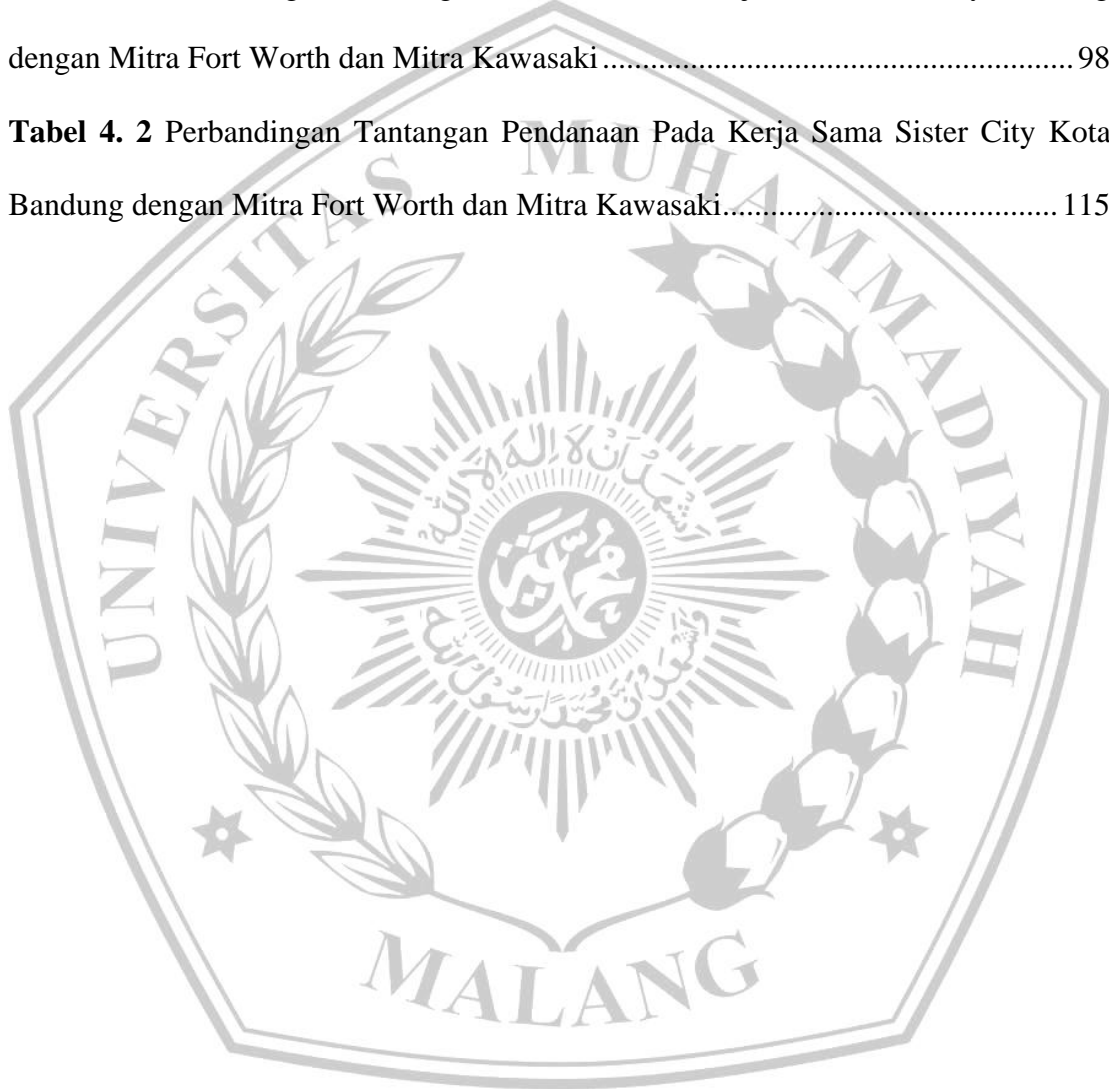 dengan Mitra Fort Worth dan Mitra Kawasaki.......................................................... 98
Tabel 4. 2 Perbandingan Tantangan Pendanaan Pada Kerja Sama Sister City Kota
Bandung dengan Mitra Fort Worth dan Mitra Kawasaki......................................... 115
UNIVERSITAS MUHAMMADIYAH
MALANG